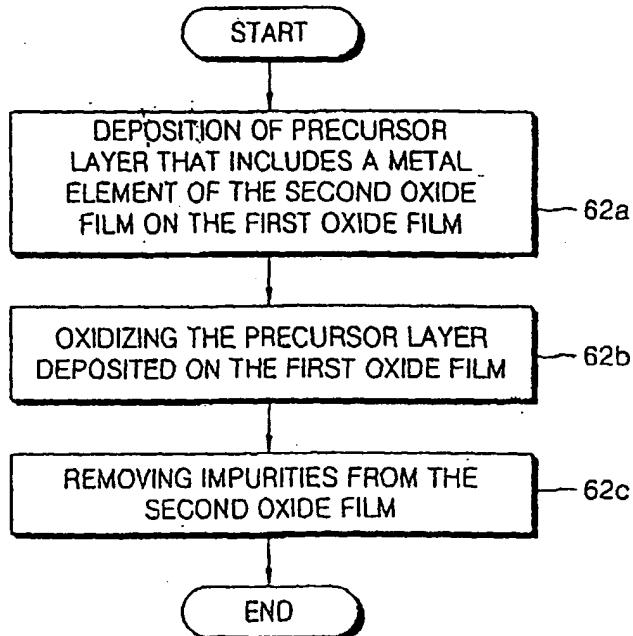 START
DEPOSITION OF PRECURSOR
LAYER THAT INCLUDES A METAL
ELEMENT OF THE SECOND OXIDE
FILM ON THE FIRST OXIDE FILM
62a
OXIDIZING THE PRECURSOR LAYER
DEPOSITED ON THE FIRST OXIDE FILM
62b
REMOVING IMPURITIES FROM THE
SECOND OXIDE FILM
62c
END